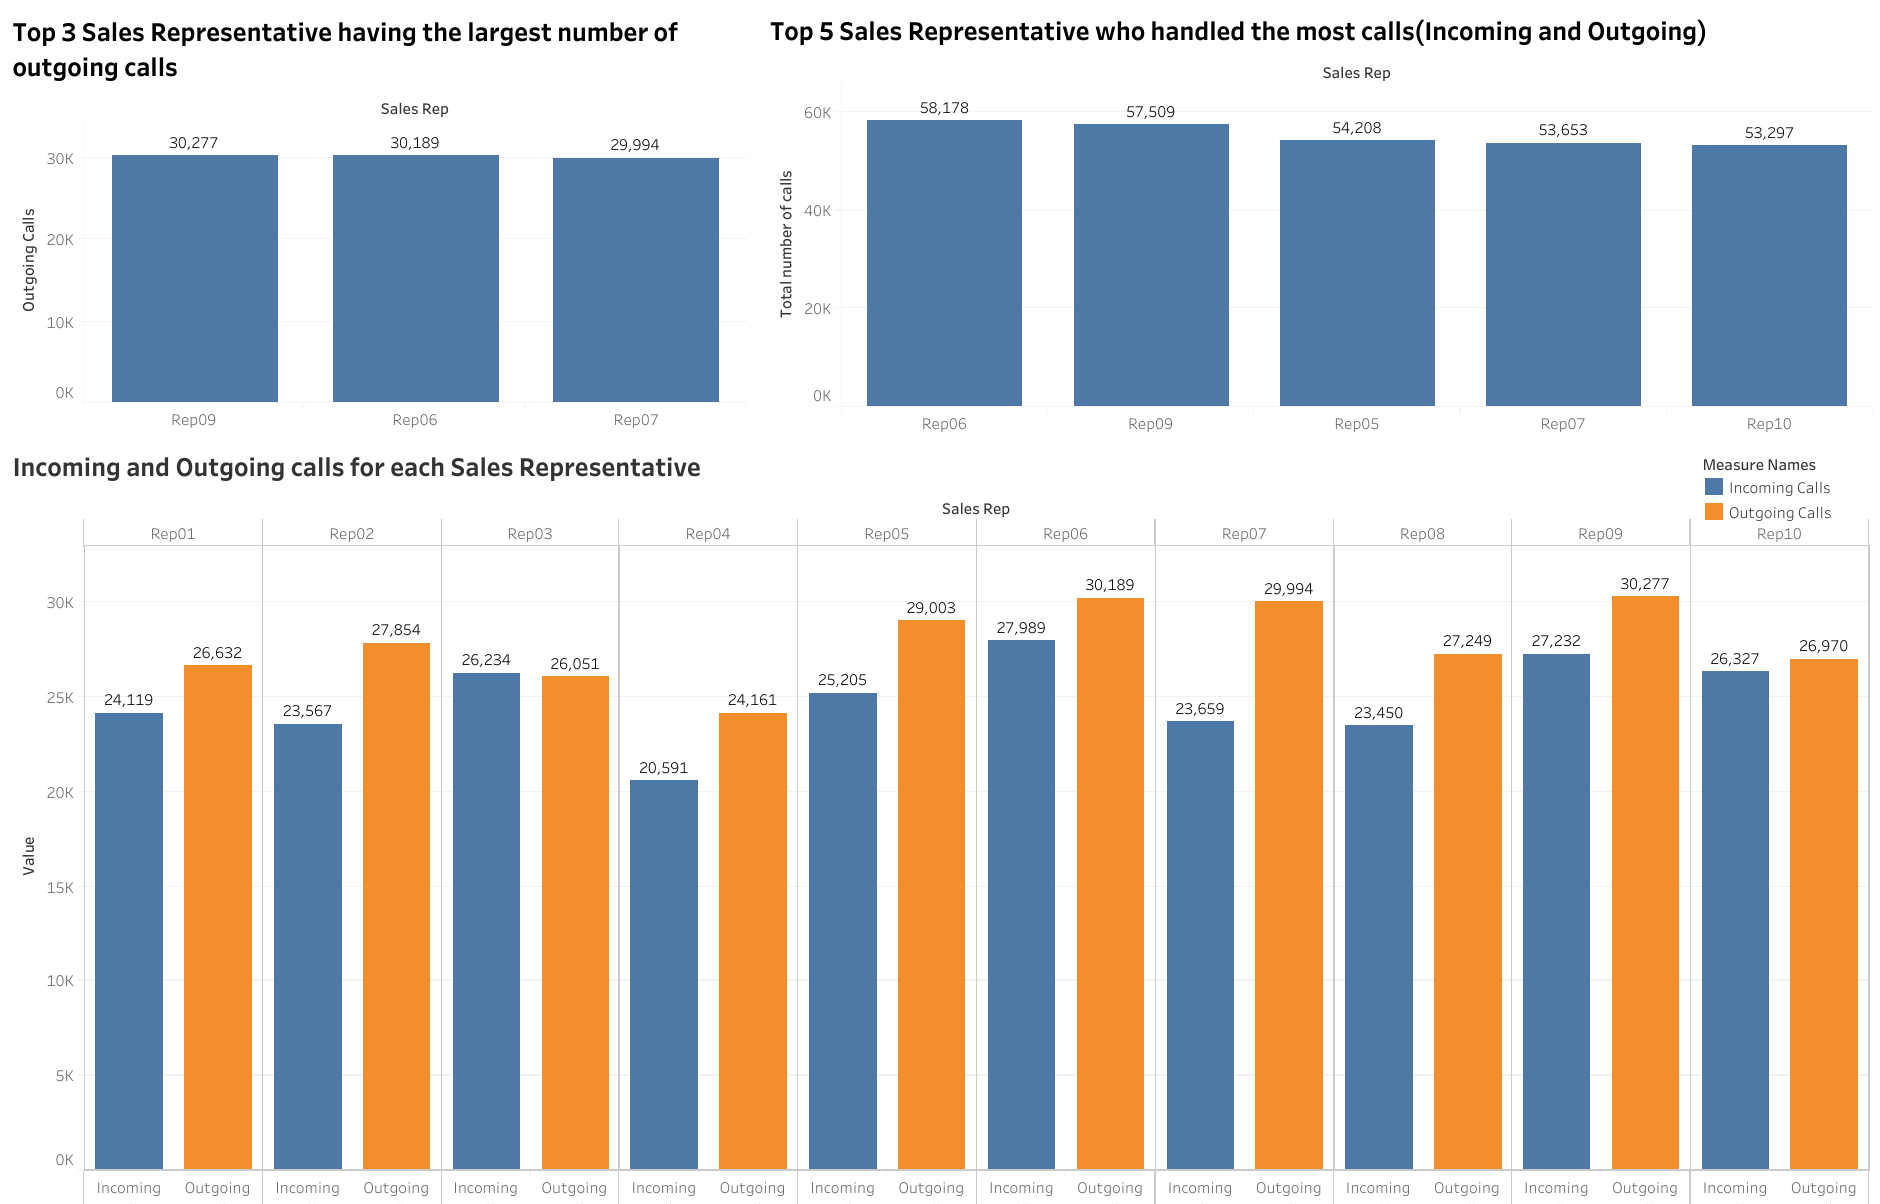 Top 3 Sales Representative having the largest number of
outgoing calls
Sales Rep
Outgoing Calls
30K
20K
10K
0K
30,277
30,189
29,994
Rep09
Rep06
Rep07
Top 5 Sales Representative who handled the most calls(Incoming and Outgoing)
Sales Rep
Total number of calls
60K
40K
20K
0K
58,178
57,509
54,208
53,653
53,297
Rep06
Rep09
Rep05
Rep07
Rep10
Incoming and Outgoing calls for each Sales Representative
Measure Names
Incoming Calls
Outgoing Calls
Sales Rep
Rep01
Rep02
Rep03
Rep04
Rep05
Rep06
Rep07
Rep08
Rep09
Rep10
Value
30K
25K
20K
15K
10K
5K
0K
24,119
26,632
23,567
27,854
26,234
26,051
20,591
24,161
25,205
29,003
27,989
30,189
23,659
29,994
23,450
27,249
27,232
30,277
26,327
26,970
Incoming
Outgoing
Incoming
Outgoing
Incoming
Outgoing
Incoming
Outgoing
Incoming
Outgoing
Incoming
Outgoing
Incoming
Outgoing
Incoming
Outgoing
Incoming
Outgoing
Incoming
Outgoing